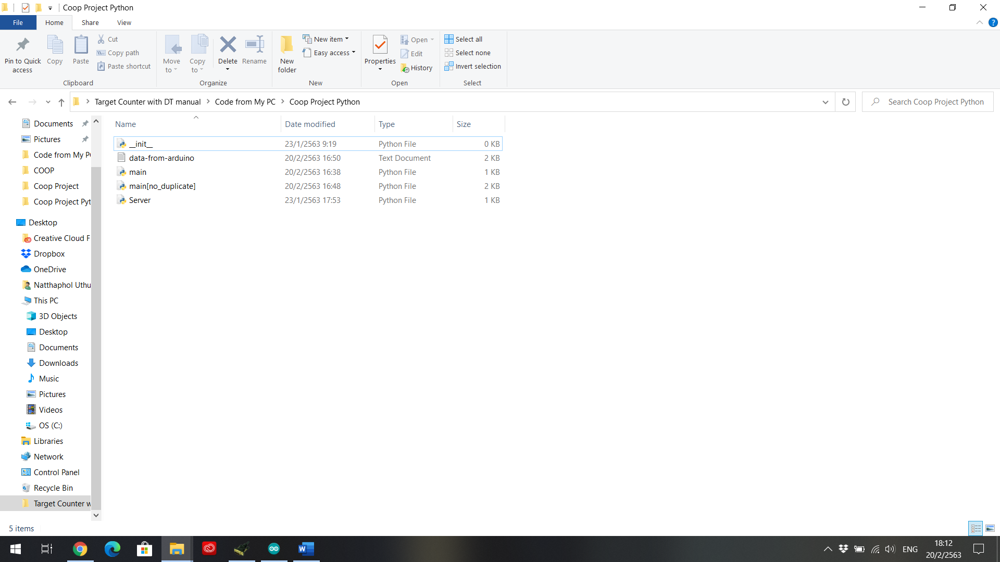 Coop Project Python
File Home Share View
Pin to Quick access
Copy
Paste
Cut
Copy path
Paste shortcut
Clipboard
Move to
Copy to
Delete
Rename
Organize
New folder
New item
Easy access
New
Properties
Open
Edit
History
Open
Select all
Select none
Invert selection
Select
Target Counter with DT manual Code from My PC Coop Project Python
Search Coop Project Python
Documents
Pictures
Code from My P
COOP
Coop Project
Coop Project Pyt
Desktop
Creative Cloud F
Dropbox
OneDrive
Natthaphol Uthu
This PC
3D Objects
Desktop
Documents
Downloads
Music
Pictures
Videos
OS (C:)
Libraries
Network
Control Panel
Recycle Bin
Target Counter w
Name Date modified Type Size
__init__ 23/1/2563 9:19 Python File 0 KB
data-from-arduino 20/2/2563 16:50 Text Document 2 KB
main 20/2/2563 16:38 Python File 1 KB
main[no_duplicate] 20/2/2563 16:48 Python File 2 KB
Server 23/1/2563 17:53 Python File 1 KB
5 items
ENG
18:12
20/2/2563